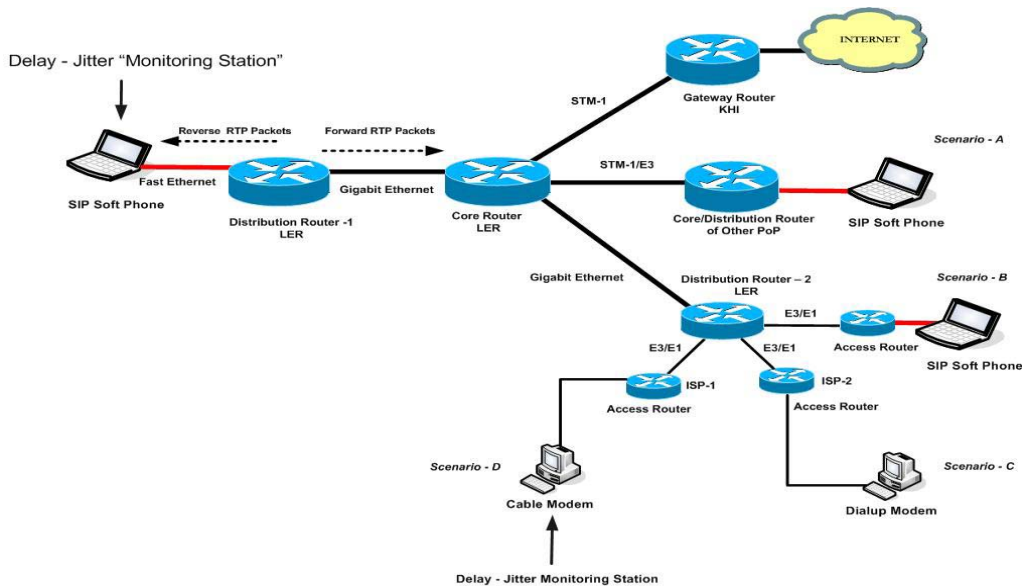 INTERNET
Delay - Jitter "Monitoring Station"
Gateway Router
KHI
STM-1
Reverse RTP Packets
Forward RTP Packets
Scenario - A
STM-1/E3
Fast Ethernet
Gigabit Ethernet
SIP Soft Phone
Distribution Router -1
LER
Core Router
LER
Core/Distribution Router
of Other PoP
SIP Soft Phone
Gigabit Ethernet
Distribution Router – 2
LER
Scenario - B
E3/E1
Access Router
SIP Soft Phone
E3/E1
E3/E1
ISP-1
Access Router
ISP-2
Access Router
Scenario - D
Cable Modem
Scenario - C
Dialup Modem
Delay - Jitter Monitoring Station